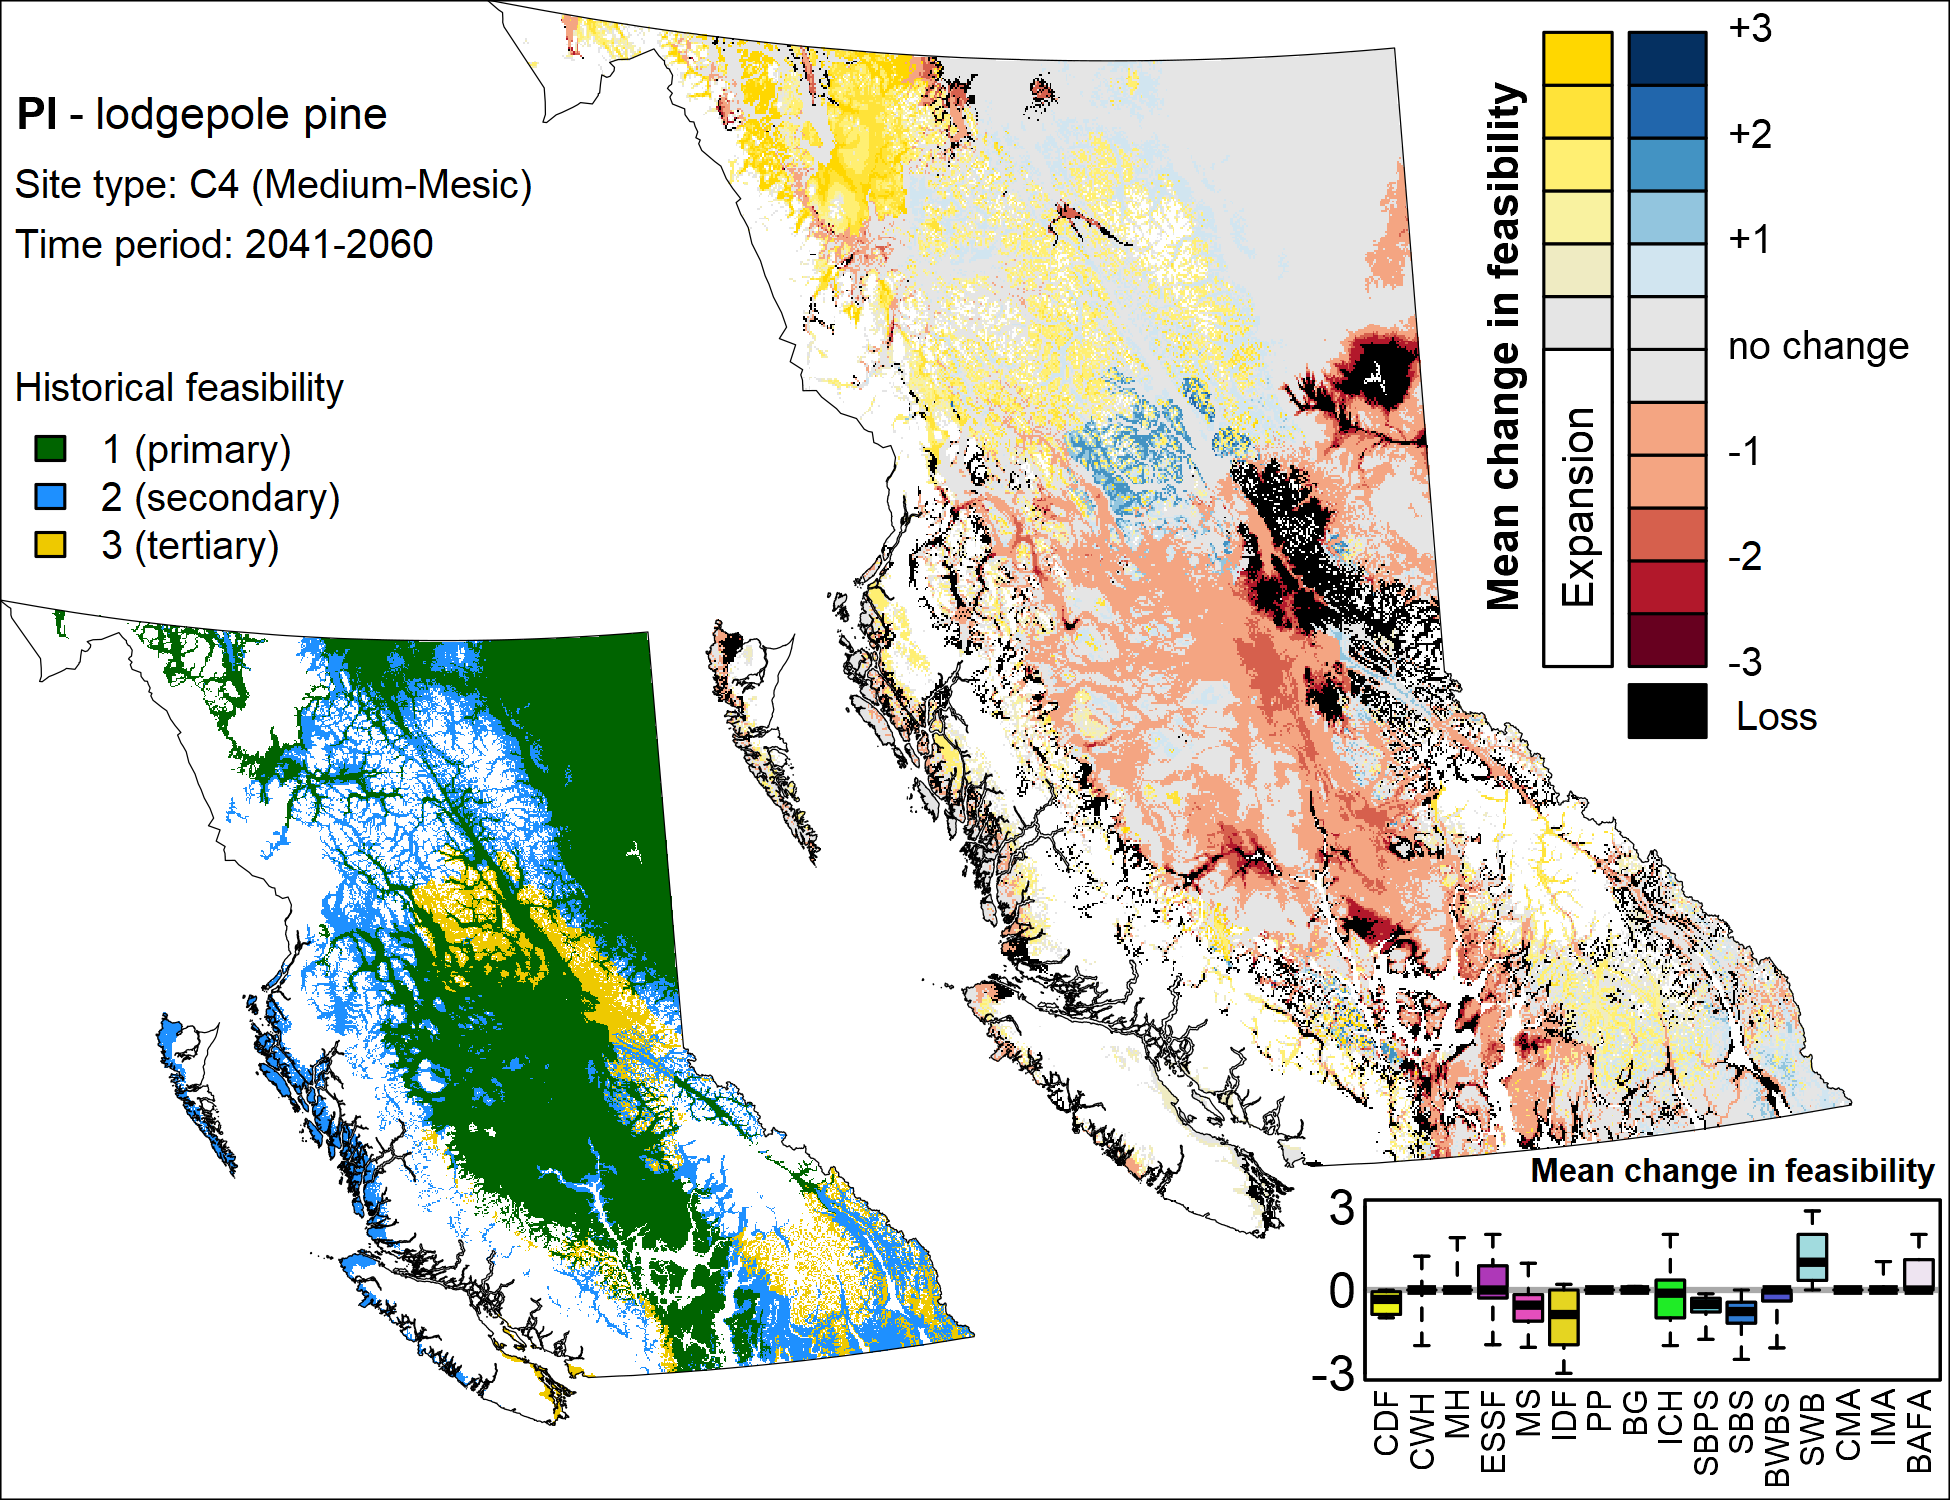 Pl - lodgepole pine
Site type: C4 (Medium-Mesic)
Time period: 2041-2060
Historical feasibility
1 (primary)
2 (secondary)
3 (tertiary)
Mean change in feasibility
Expansion
+3
+2
+1
no change
-1
-2
-3
Loss
Mean change in feasibility
3
0
-3
CDF
CWH
MH
ESSF
MS
IDF
PP
BG
ICH
SBPS
SBS
BWBS
SWB
CMA
IMA
BAFA